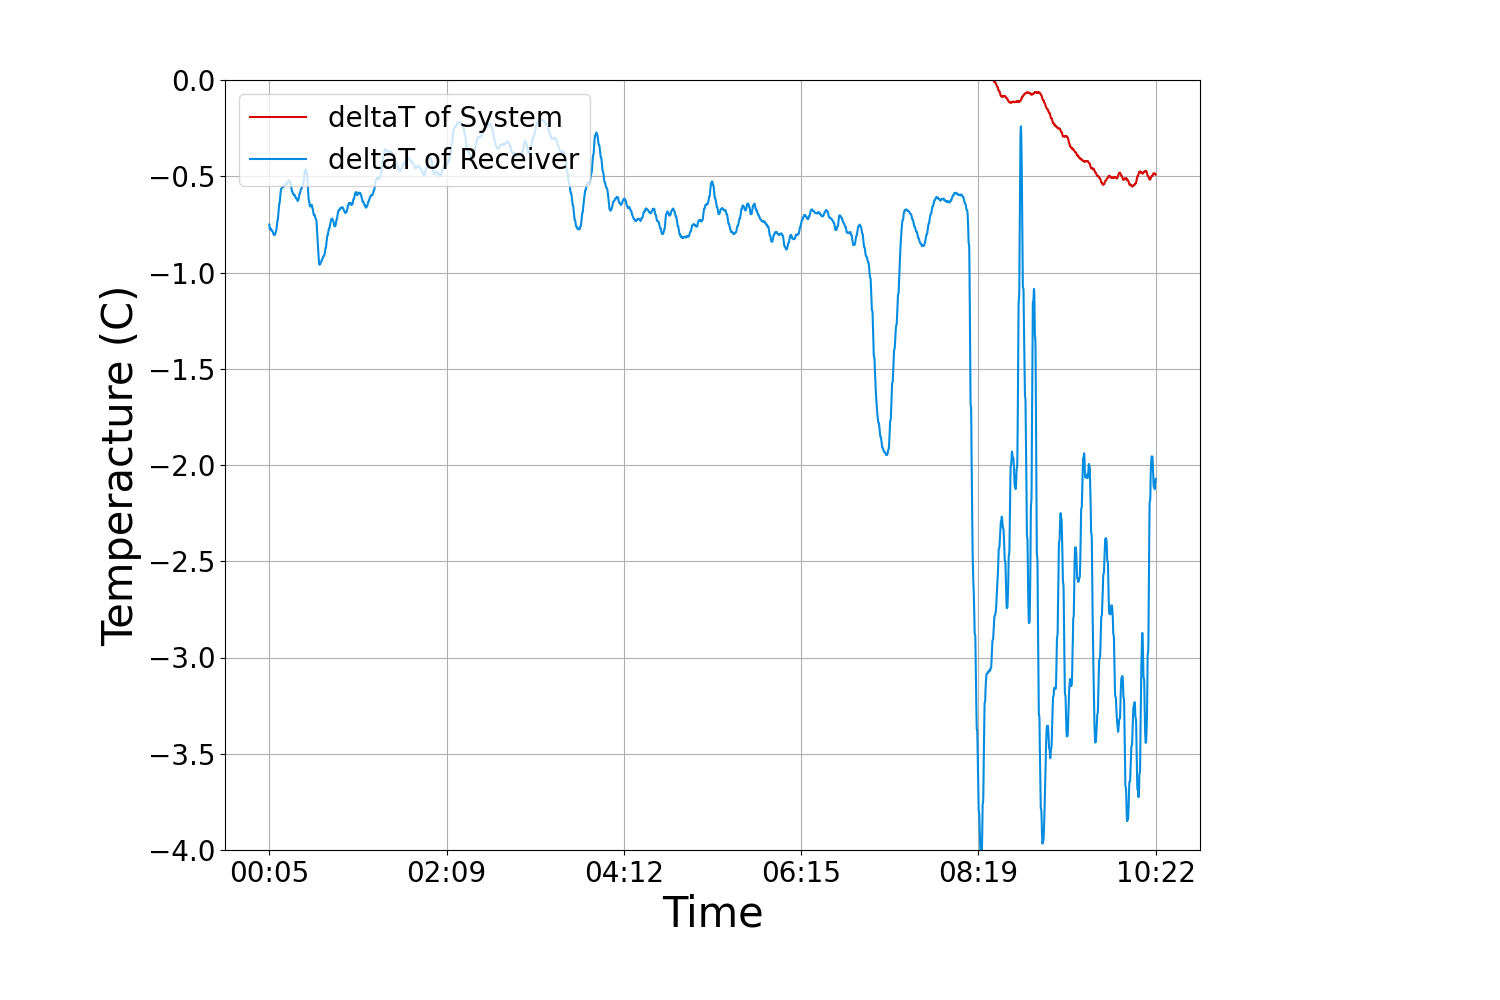 deltaT of System
deltaT of Receiver
0.0
−0.5
−1.0
−1.5
−2.0
−2.5
−3.0
−3.5
−4.0
Temperacture (C)
00:05 02:09 04:12 06:15 08:19 10:22
Time